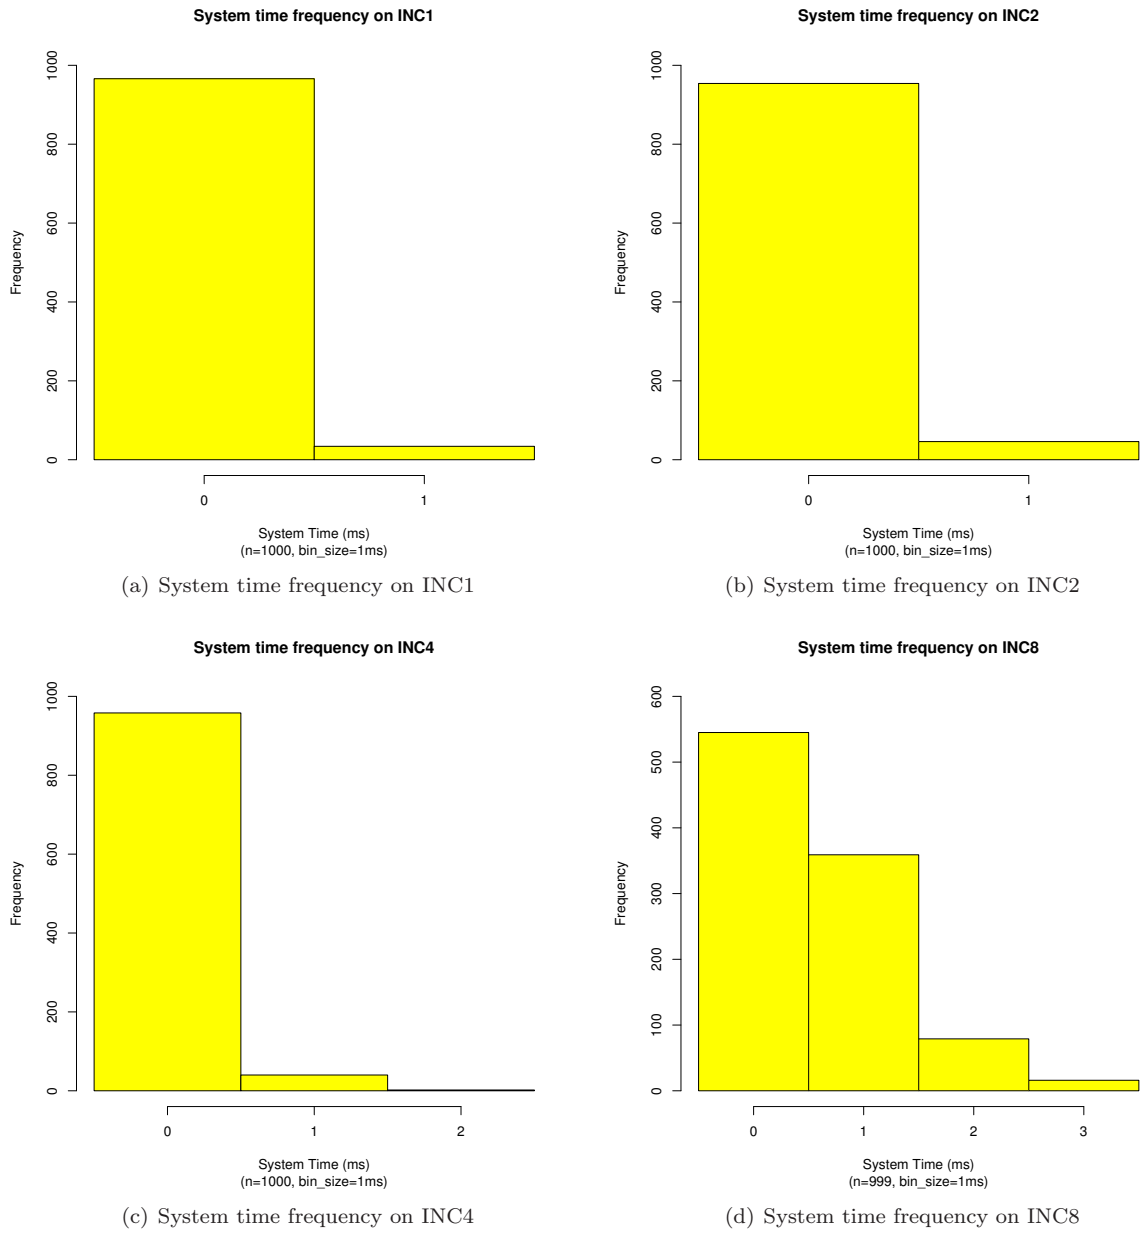 System time frequency on INC1
Frequency
0
200
400
600
800
1000
0 1
System Time (ms)
(n=1000, bin_size=1ms)
(a) System time frequency on INC1
System time frequency on INC2
Frequency
0
200
400
600
800
1000
0 1
System Time (ms)
(n=1000, bin_size=1ms)
(b) System time frequency on INC2
System time frequency on INC4
Frequency
0
200
400
600
800
1000
0 1 2
System Time (ms)
(n=1000, bin_size=1ms)
(c) System time frequency on INC4
System time frequency on INC8
Frequency
0
100
200
300
400
500
600
0 1 2 3
System Time (ms)
(n=999, bin_size=1ms)
(d) System time frequency on INC8